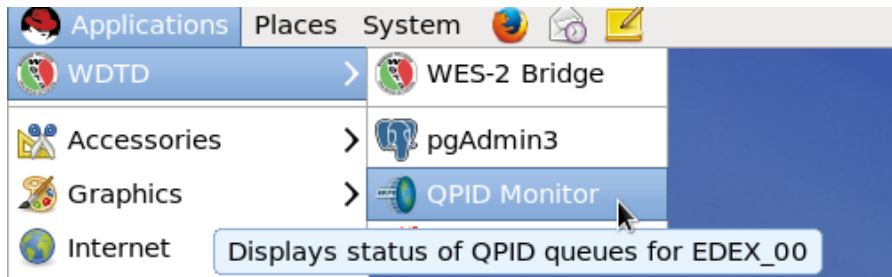 Applications Places System
WDTD
WES-2 Bridge
Accessories
pgAdmin3
Graphics
QPID Monitor
Internet
Displays status of QPID queues for EDEX_00